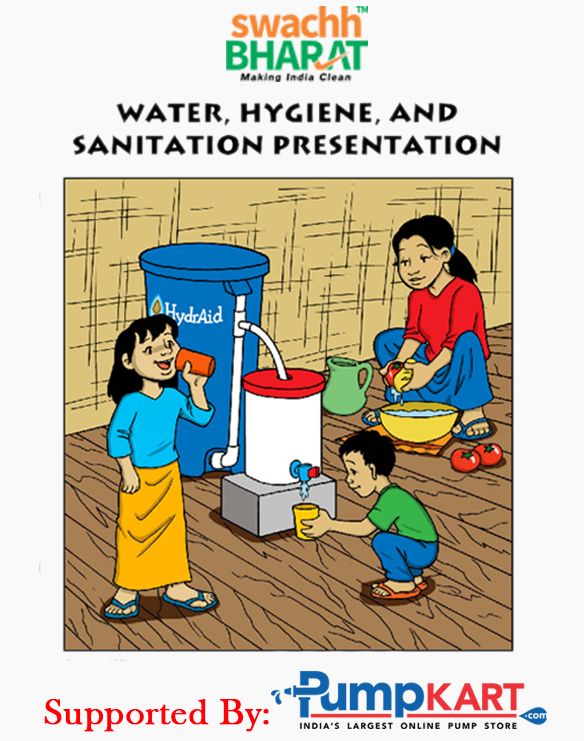 swachh™
BHARAT
Making India Clean
WATER, HYGIENE, AND
SANITATION PRESENTATION
HydrAid
Supported By:
PumpKART
.com
INDIA'S LARGEST ONLINE PUMP STORE